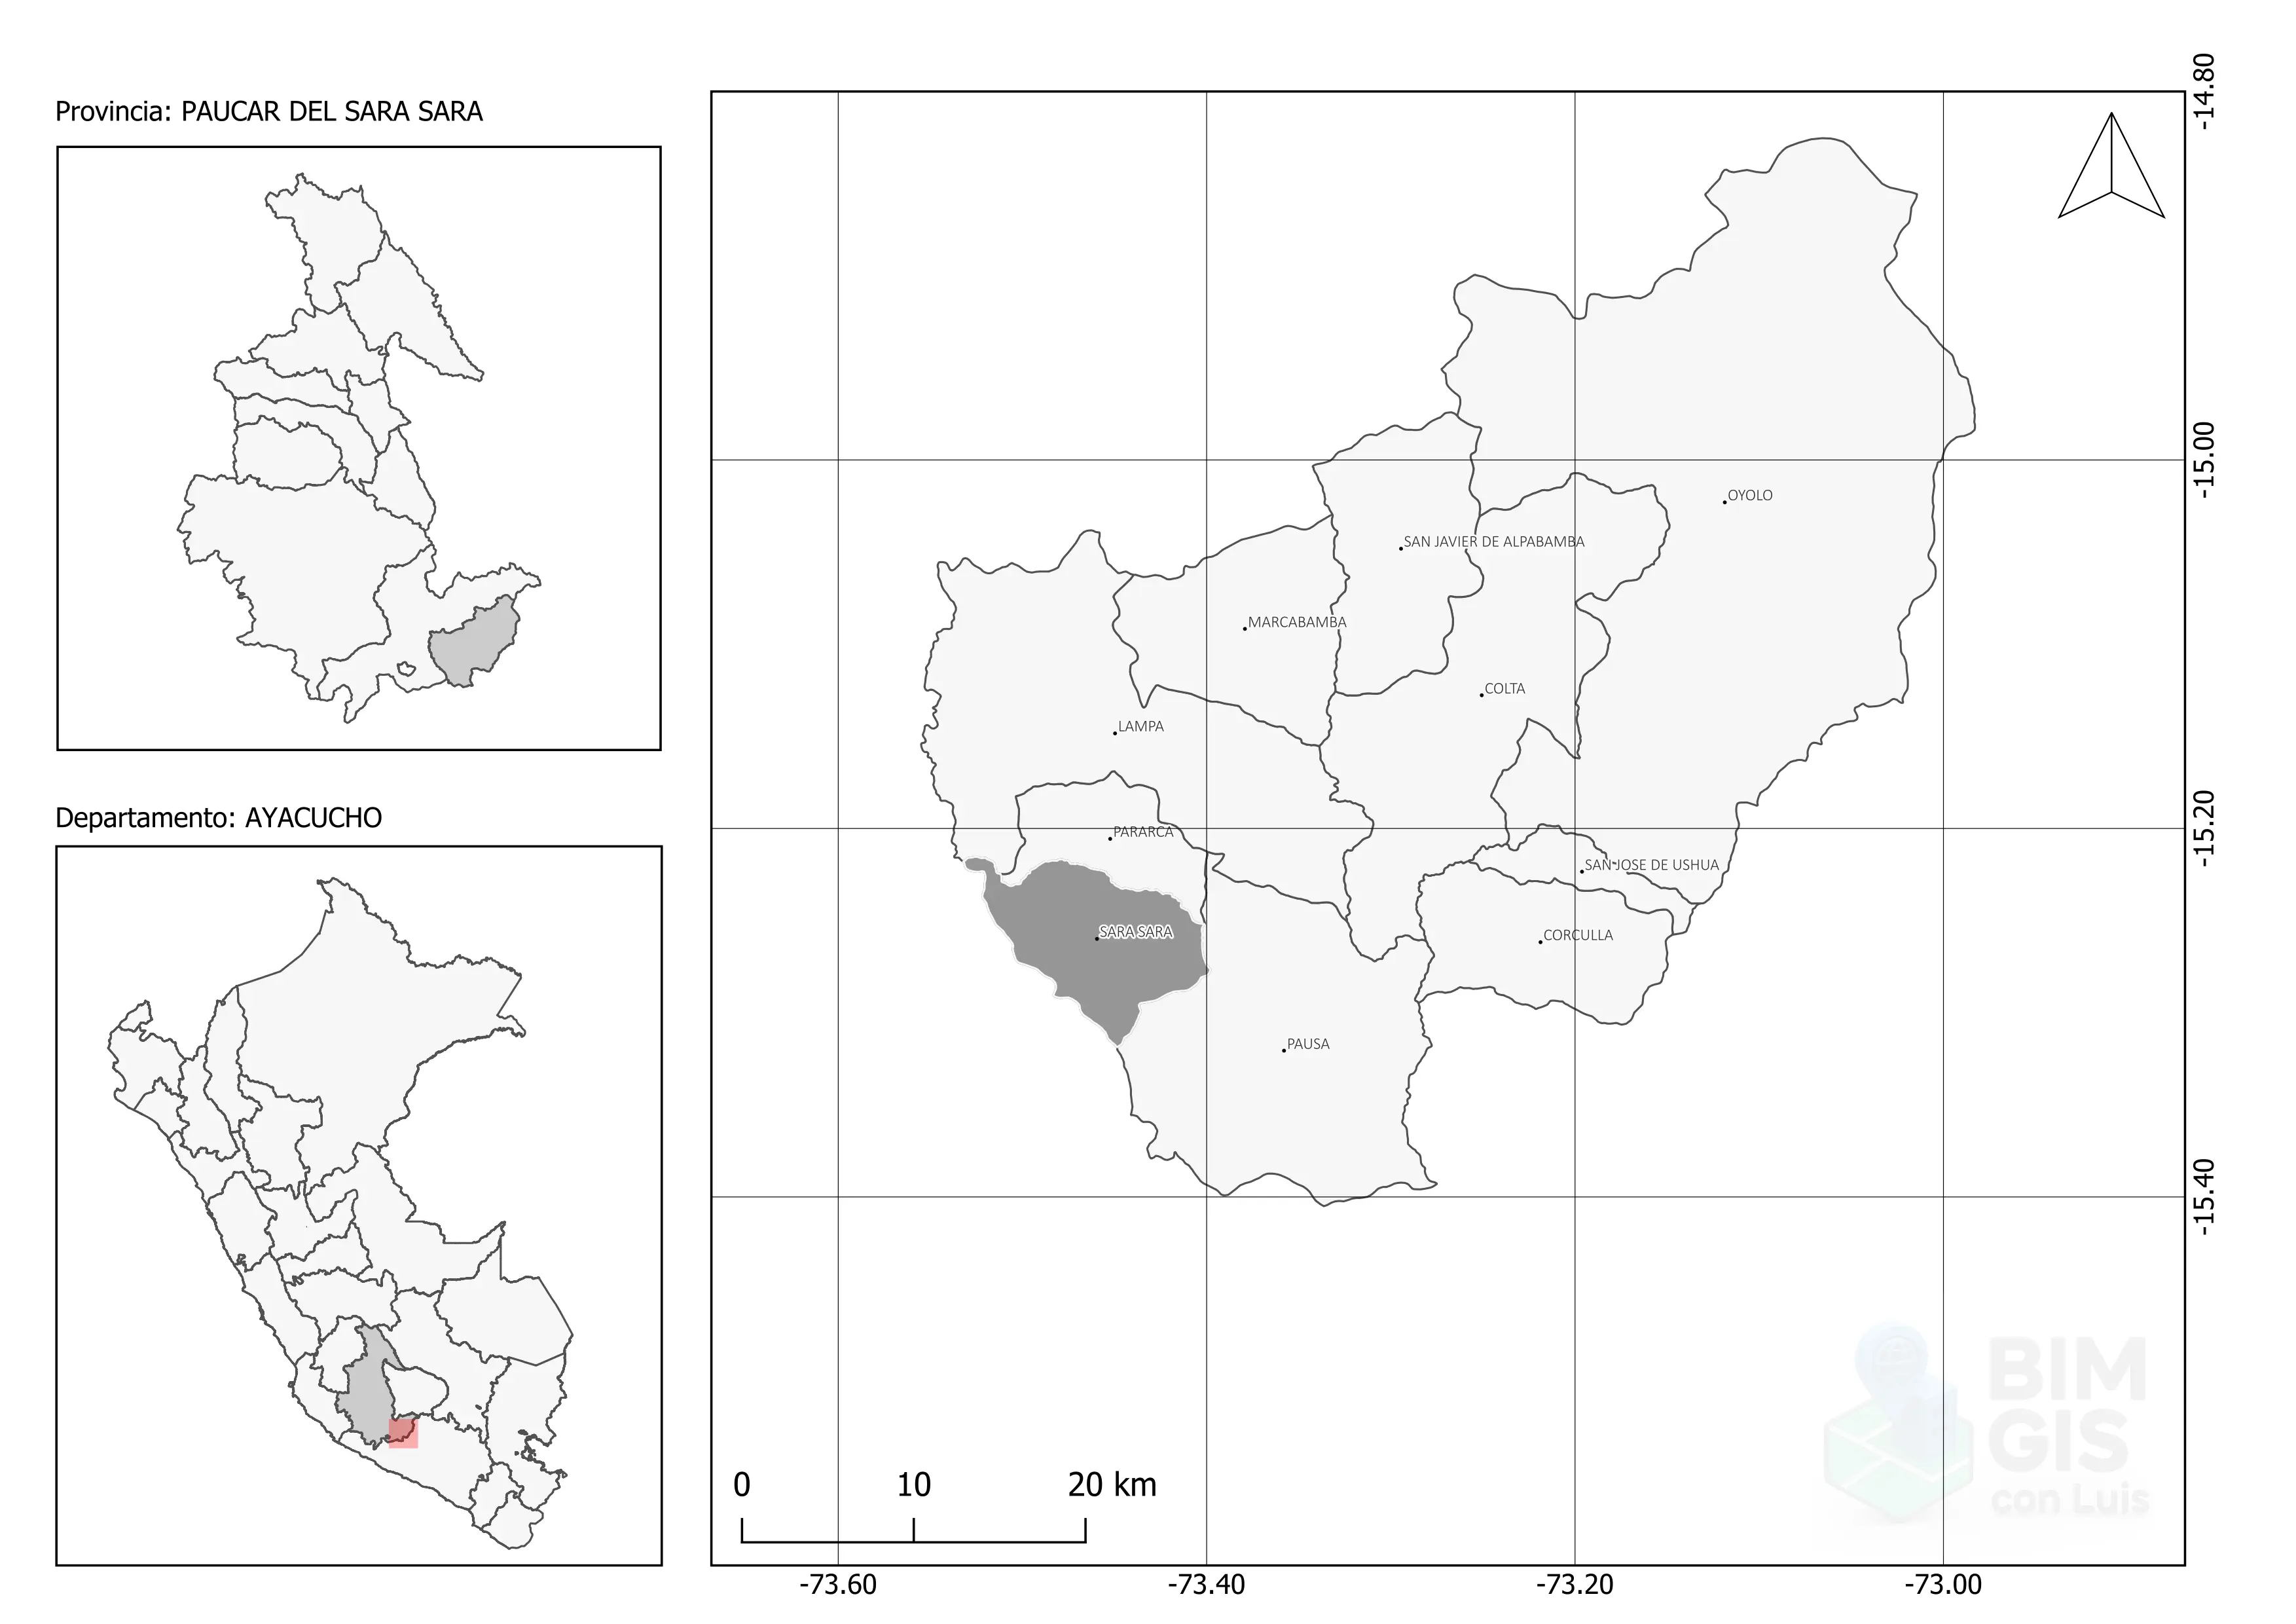 Provincia: PAUCAR DEL SARA SARA
Departamento: AYACUCHO
-14.80
-15.00
-15.20
-15.40
OYOLO
SAN JAVIER DE ALPABAMBA
MARCABAMBA
COLTA
LAMPA
PARARCA
SAN JOSE DE USHUA
SARA SARA
CORCULLA
PAUSA
BIM
GIS
con Luis
0 10 20 km
-73.60 -73.40 -73.20 -73.00